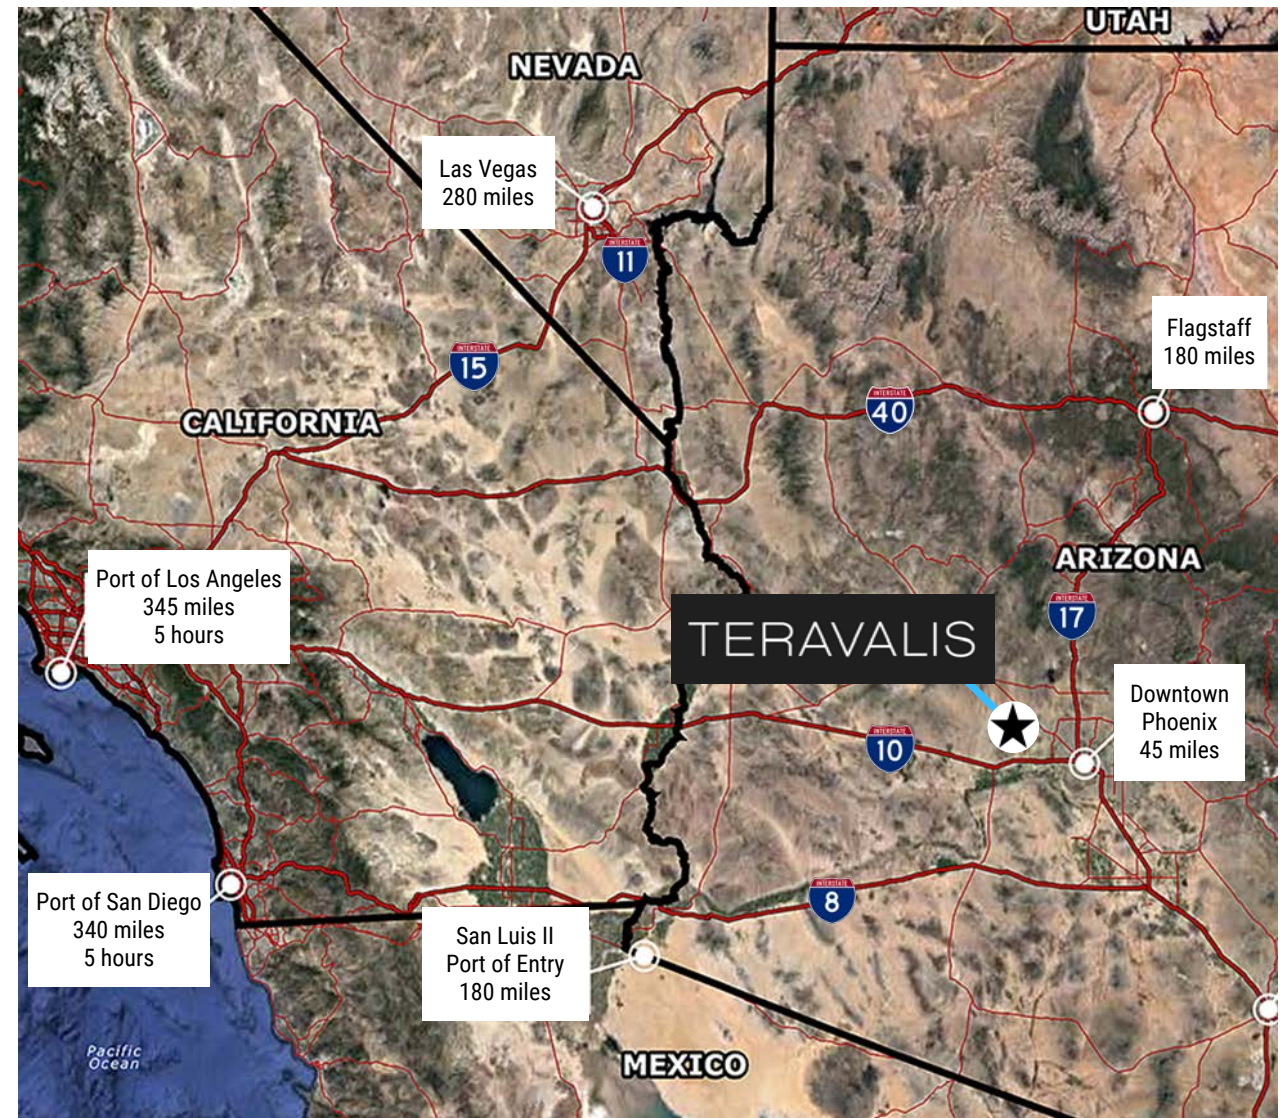 UTAH
NEVADA
Las Vegas
280 miles
INTERSTATE
11
Flagstaff
180 miles
INTERSTATE
15
INTERSTATE
40
CALIFORNIA
Port of Los Angeles
345 miles
5 hours
ARIZONA
INTERSTATE
17
TERAVALIS
Downtown
Phoenix
45 miles
INTERSTATE
10
INTERSTATE
8
Port of San Diego
340 miles
5 hours
San Luis II
Port of Entry
180 miles
Pacific
Ocean
MEXICO